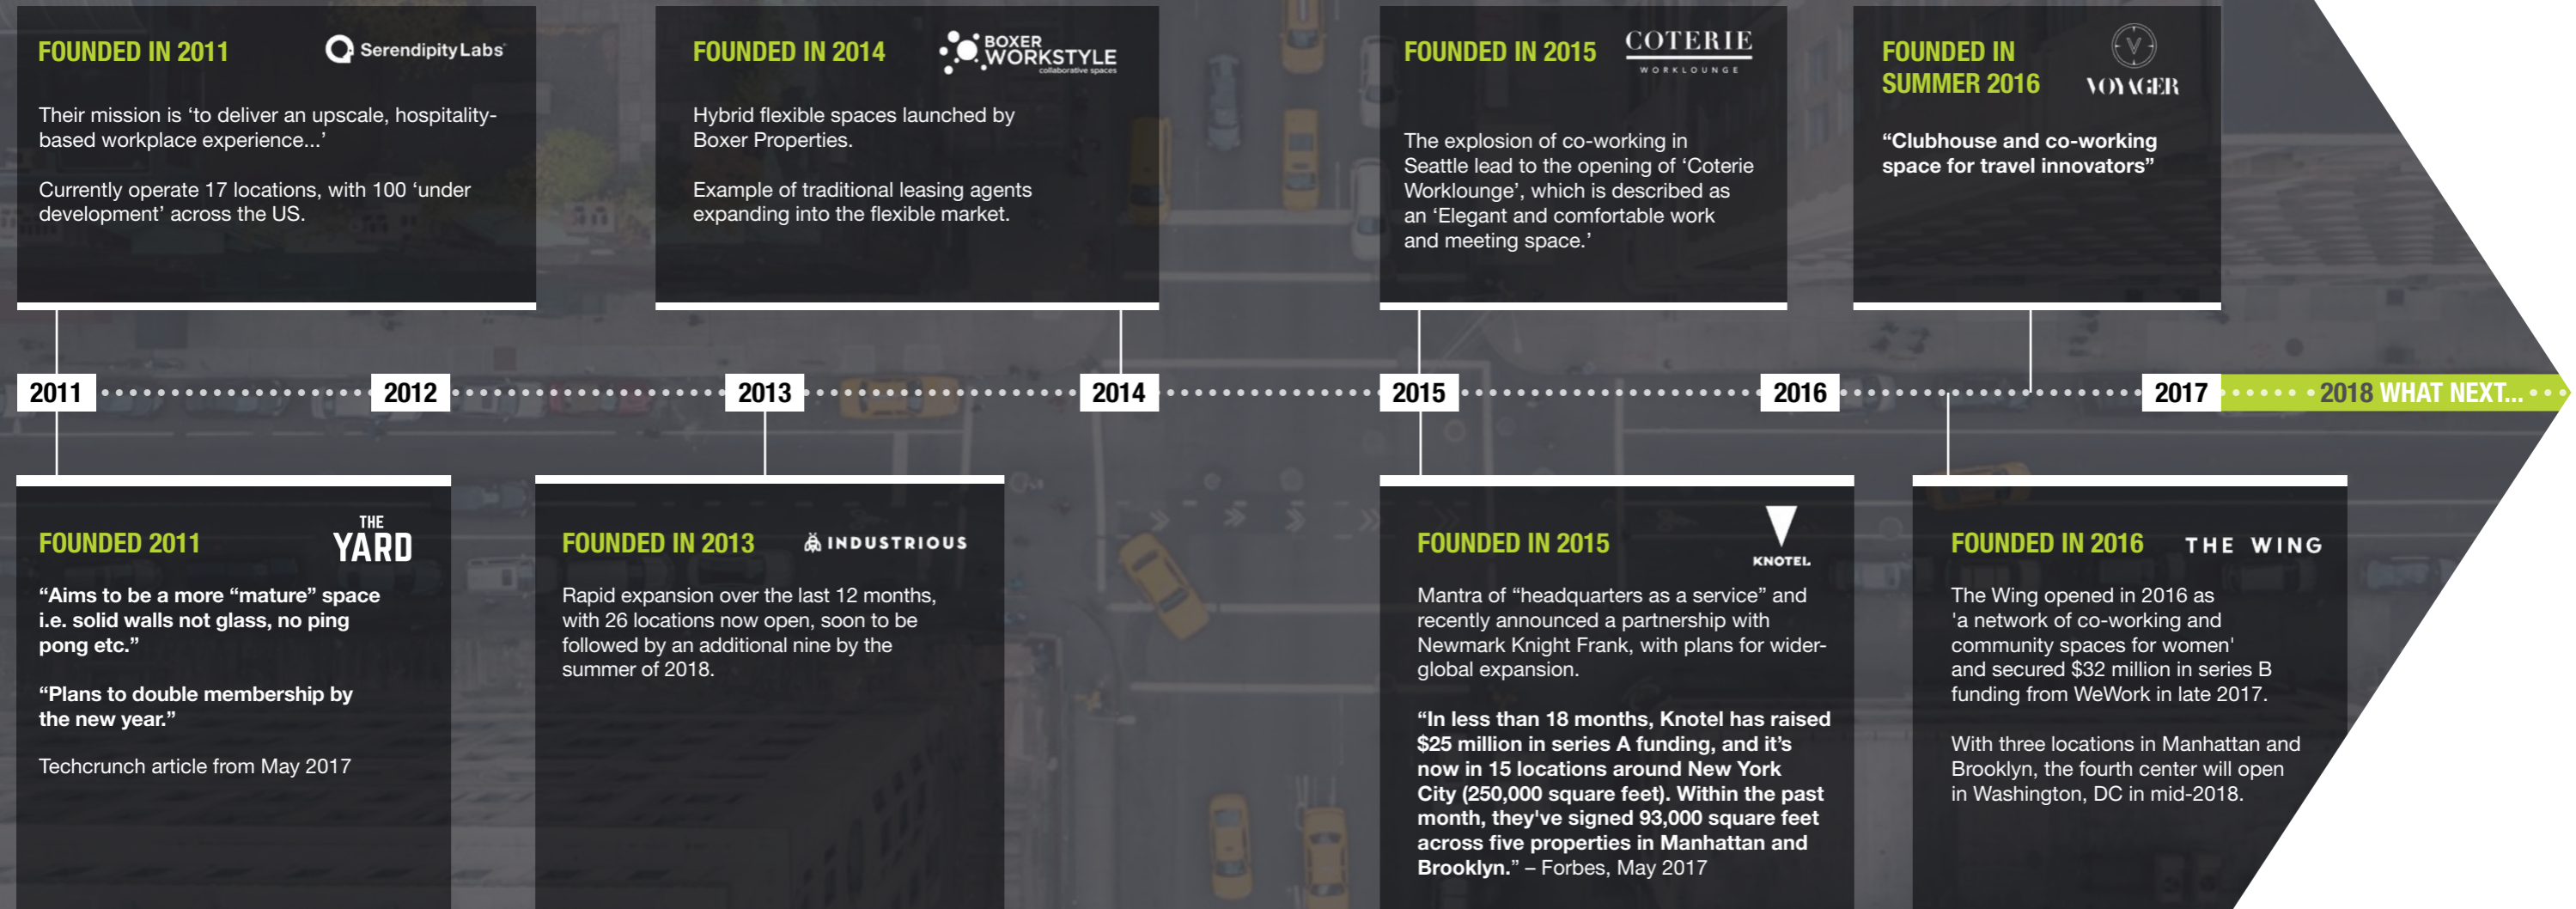 FOUNDED IN 2011
Serendipity Labs
Their mission is ‘to deliver an upscale, hospitality-
based workplace experience...’
Currently operate 17 locations, with 100 ‘under
development’ across the US.
FOUNDED IN 2014
BOXER
WORKSTYLE
collaborative spaces
Hybrid flexible spaces launched by
Boxer Properties.
Example of traditional leasing agents
expanding into the flexible market.
FOUNDED IN 2015
COTERIE
WORKLOUNGE
The explosion of co-working in
Seattle lead to the opening of ‘Coterie
Worklounge’, which is described as
an ‘Elegant and comfortable work
and meeting space.’
FOUNDED IN
SUMMER 2016
V
VOYAGER
“Clubhouse and co-working
space for travel innovators”
2011
2012
2013
2014
2015
2016
2017
2018 WHAT NEXT...
FOUNDED 2011
THE
YARD
“Aims to be a more “mature” space
i.e. solid walls not glass, no ping
pong etc.”
“Plans to double membership by
the new year.”
Techcrunch article from May 2017
FOUNDED IN 2013
INDUSTRIOUS
Rapid expansion over the last 12 months,
with 26 locations now open, soon to be
followed by an additional nine by the
summer of 2018.
FOUNDED IN 2015
KNOTEL
Mantra of “headquarters as a service” and
recently announced a partnership with
Newmark Knight Frank, with plans for wider-
global expansion.
“In less than 18 months, Knotel has raised
$25 million in series A funding, and it’s
now in 15 locations around New York
City (250,000 square feet). Within the past
month, they've signed 93,000 square feet
across five properties in Manhattan and
Brooklyn.” – Forbes, May 2017
FOUNDED IN 2016
THE WING
The Wing opened in 2016 as
'a network of co-working and
community spaces for women'
and secured $32 million in series B
funding from WeWork in late 2017.
With three locations in Manhattan and
Brooklyn, the fourth center will open
in Washington, DC in mid-2018.